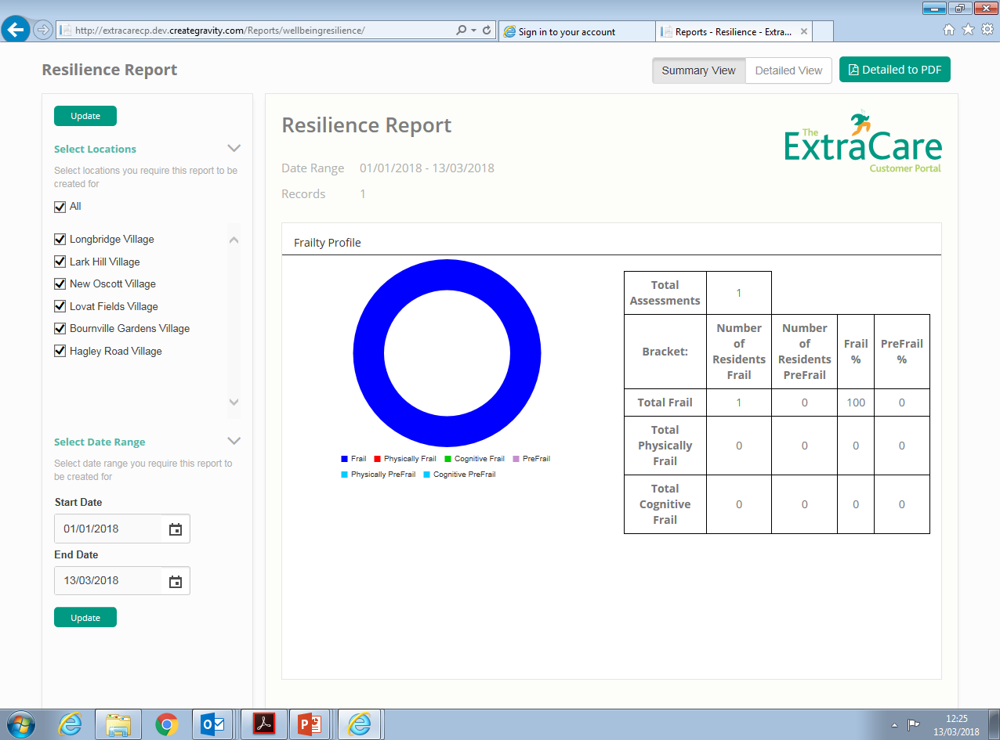 http://extracarecp.dev.creategravity.com/Reports/wellbeingresilience/
Sign in to your account
Reports - Resilience - Extra...
Resilience Report
Summary View
Detailed View
Detailed to PDF
Update
Select Locations
Select locations you require this report to be
created for
All
Longbridge Village
Lark Hill Village
New Oscott Village
Lovat Fields Village
Bournville Gardens Village
Hagley Road Village
Select Date Range
Select date range you require this report to
be created for
Start Date
01/01/2018
End Date
13/03/2018
Update
Resilience Report
Date Range 01/01/2018 - 13/03/2018
Records 1
The
ExtraCare
Customer Portal
Frailty Profile
Frail Physically Frail Cognitive Frail PreFrail
Physically PreFrail Cognitive PreFrail
Total
Assessments
1
Bracket:
Number
of
Residents
Frail
Number
of
Residents
PreFrail
Frail
%
PreFrail
%
Total Frail 1 0 100 0
Total
Physically
Frail
0 0 0 0
Total
Cognitive
Frail
0 0 0 0
12:25
13/03/2018